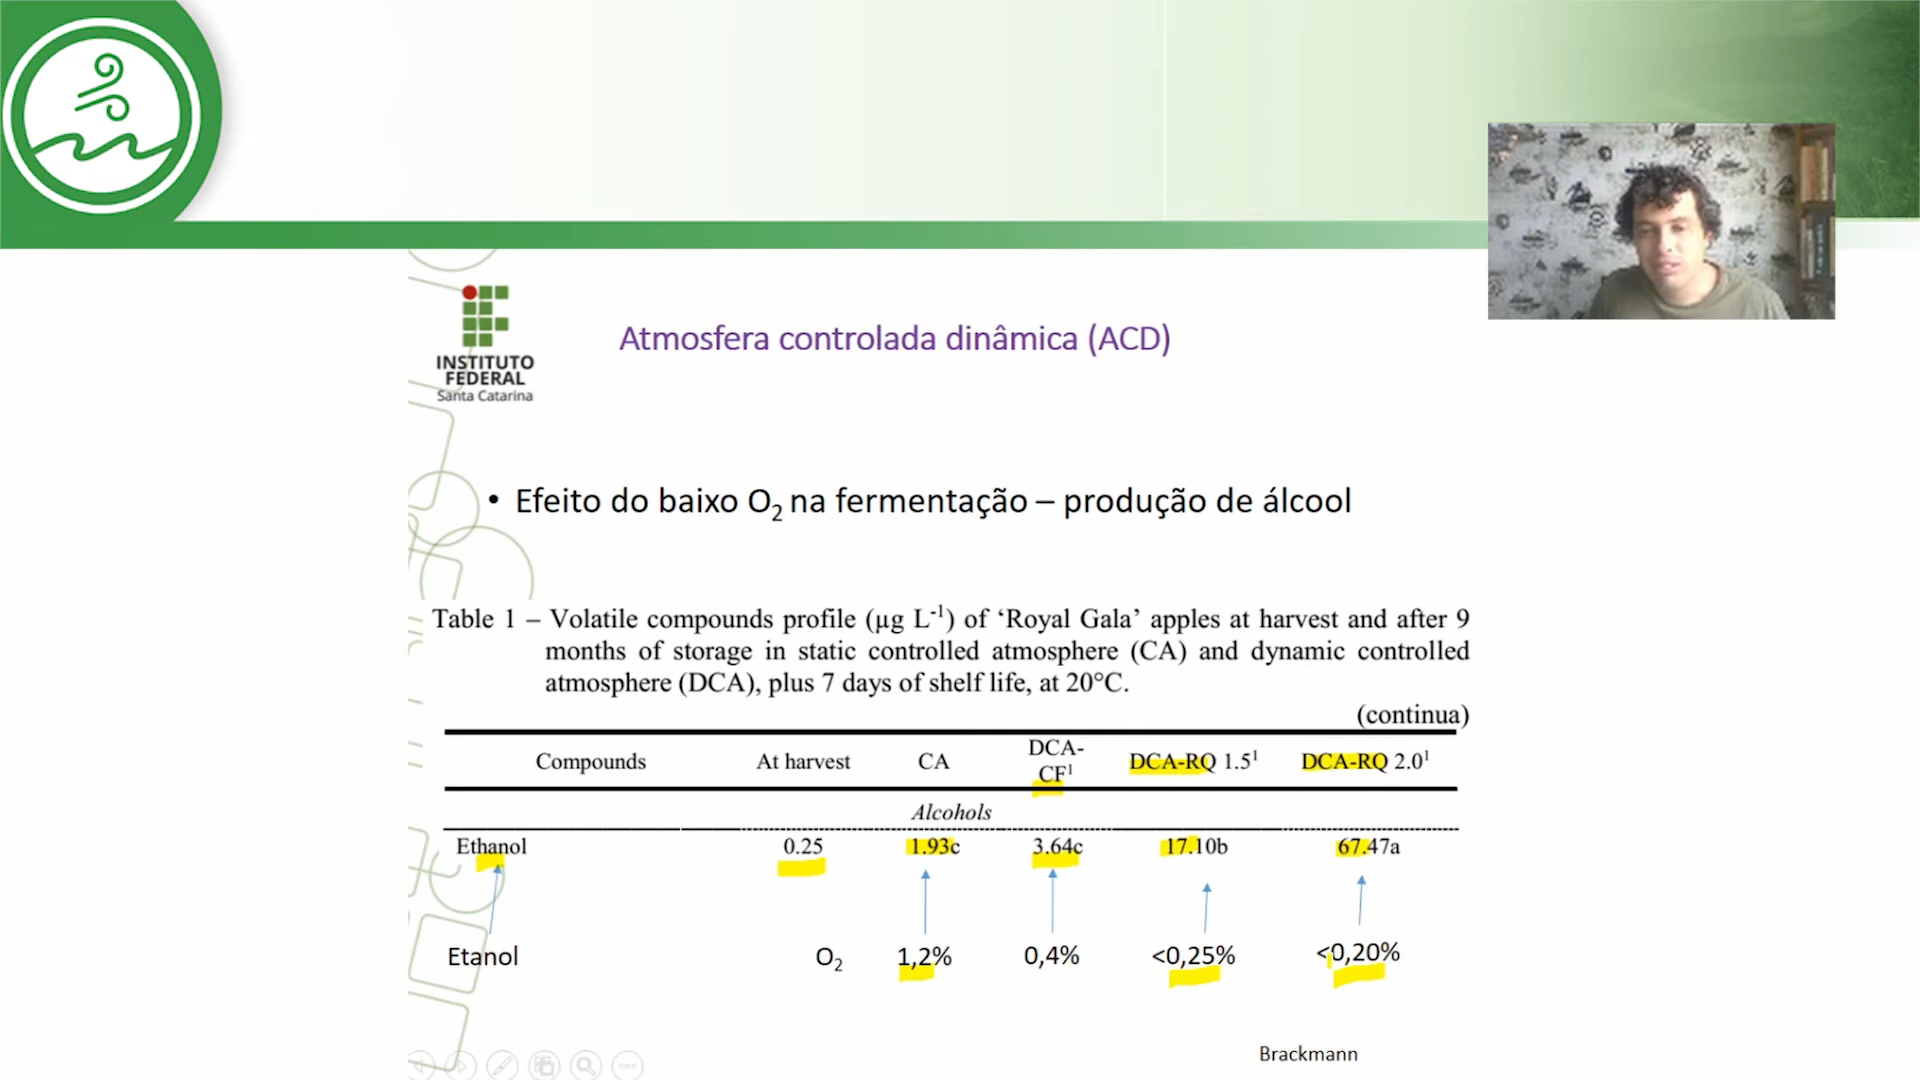 INSTITUTO
FEDERAL
Santa Catarina
Atmosfera controlada dinâmica (ACD)
• Efeito do baixo O₂ na fermentação – produção de álcool
Table 1 – Volatile compounds profile (µg L⁻¹) of ‘Royal Gala’ apples at harvest and after 9
months of storage in static controlled atmosphere (CA) and dynamic controlled
atmosphere (DCA), plus 7 days of shelf life, at 20°C.
(continua)
Compounds At harvest CA DCA-CF¹ DCA-RQ 1.5¹ DCA-RQ 2.0¹
Alcohols
Ethanol 0.25 1.93c 3.64c 17.10b 67.47a
Etanol O₂ 1,2% 0,4% <0,25% <0,20%
Brackmann